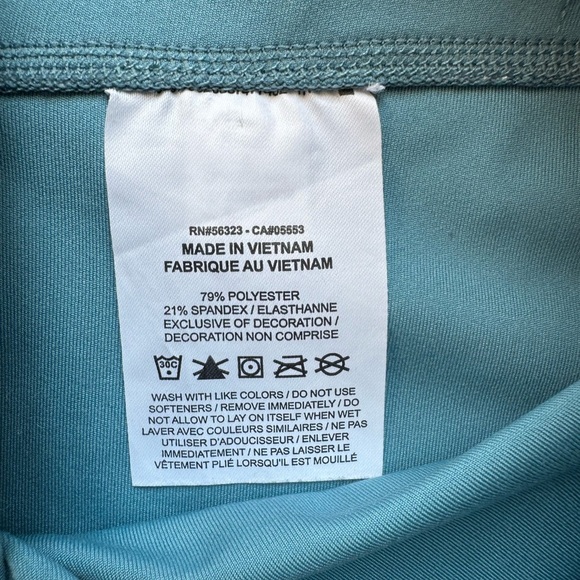 RN#56323 - CA#05553
MADE IN VIETNAM
FABRIQUE AU VIETNAM
79% POLYESTER
21% SPANDEX / ELASTHANNE
EXCLUSIVE OF DECORATION /
DECORATION NON COMPRISE
30C
WASH WITH LIKE COLORS / DO NOT USE
SOFTENERS / REMOVE IMMEDIATELY / DO
NOT ALLOW TO LAY ON ITSELF WHEN WET
LAVER AVEC COULEURS SIMILAIRES / NE PAS
UTILISER D'ADOUCISSEUR / ENLEVER
IMMÉDIATEMENT / NE PAS LAISSER LE
VÊTEMENT PLIÉ LORSQU'IL EST MOUILLÉ